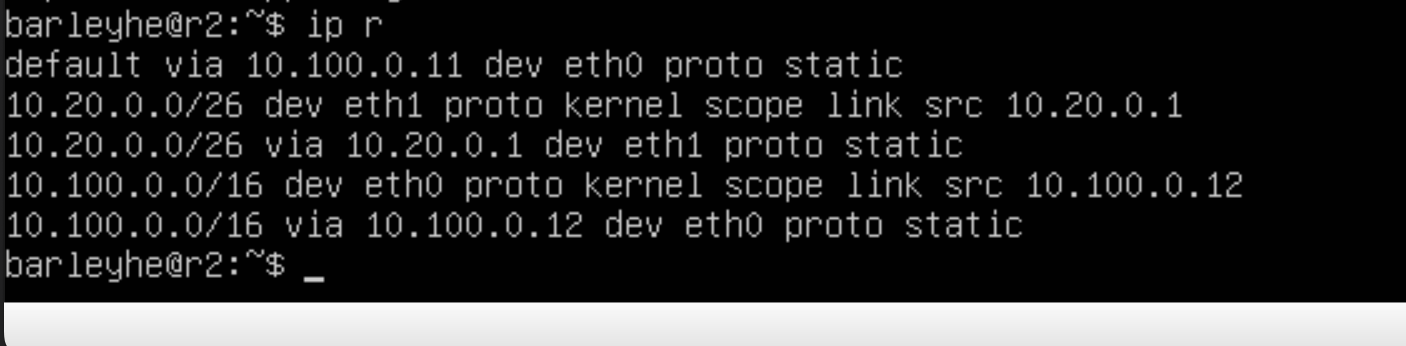 barleyhe@r2:~$ ip r
default via 10.100.0.11 dev eth0 proto static
10.20.0.0/26 dev eth1 proto kernel scope link src 10.20.0.1
10.20.0.0/26 via 10.20.0.1 dev eth1 proto static
10.100.0.0/16 dev eth0 proto kernel scope link src 10.100.0.12
10.100.0.0/16 via 10.100.0.12 dev eth0 proto static
barleyhe@r2:~$ _